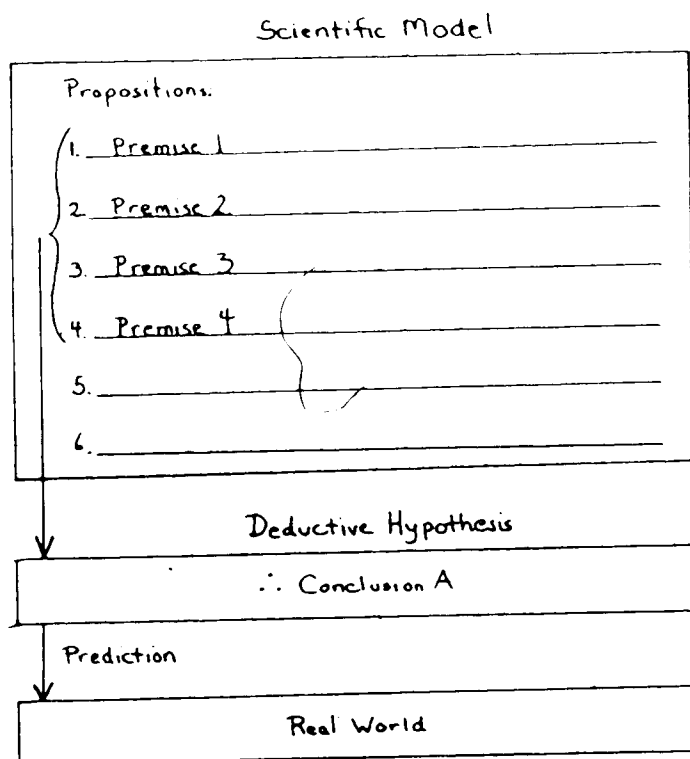 Scientific Model
Propositions.
1. Premise 1
2. Premise 2
3. Premise 3
4. Premise 4
5.
6.
Deductive Hypothesis
∴ Conclusion A
Prediction
Real World